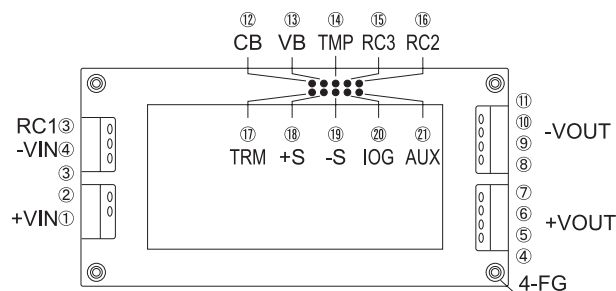 ⑫ ⑬ ⑭ ⑮ ⑯
CB VB TMP RC3 RC2
RC1③
-VIN④
③
②
+VIN①
⑰ ⑱ ⑲ ⑳ ㉑
TRM +S -S IOG AUX
⑪
⑩
-VOUT
⑨
⑧
⑦
⑥
+VOUT
⑤
④
4-FG